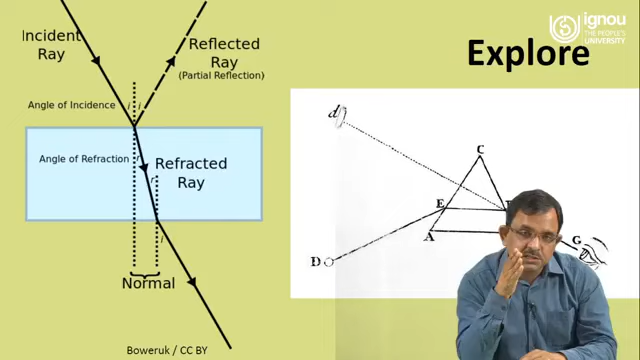 Incident
Ray
Reflected
Ray
(Partial Reflection)
Angle of Incidence
i i
Angle of Refraction
r
Refracted
Ray
r
i
Normal
Boweruk / CC BY
ignou
THE PEOPLE'S
UNIVERSITY
Explore
d
C
E
A
D
G